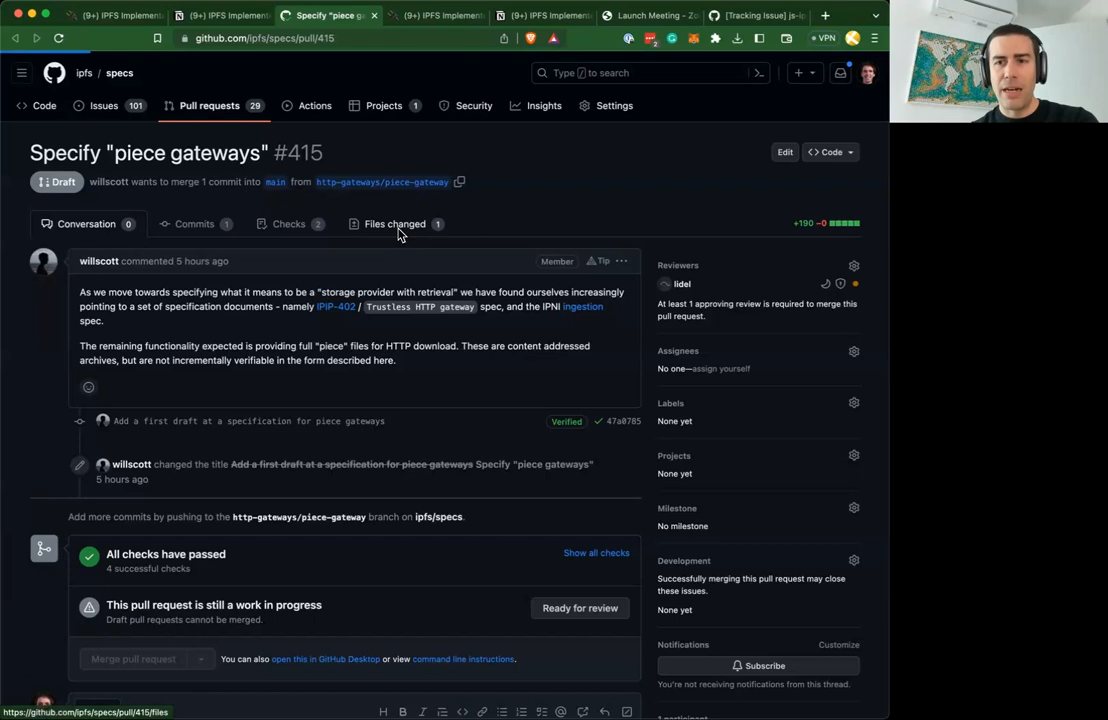 (9+) IPFS Implemente
(9+) IPFS Implement
Specify "piece ga
(9+) IPFS Implemente
(9+) IPFS Implement
Launch Meeting - Zo
[Tracking Issue] js-ip
github.com/ipfs/specs/pull/415
VPN
ipfs / specs
Type / to search
Code
Issues 101
Pull requests 29
Actions
Projects 1
Security
Insights
Settings
Specify "piece gateways" #415
Edit
<> Code
Draft
willscott wants to merge 1 commit into main from http-gateways/piece-gateway
Conversation 0
Commits 1
Checks 2
Files changed 1
+190 −0
willscott commented 5 hours ago
Member
Tip
As we move towards specifying what it means to be a "storage provider with retrieval" we have found ourselves increasingly
pointing to a set of specification documents - namely IPIP-402 / Trustless HTTP gateway spec, and the IPNI ingestion
spec.
The remaining functionality expected is providing full "piece" files for HTTP download. These are content addressed
archives, but are not incrementally verifiable in the form described here.
Add a first draft at a specification for piece gateways
Verified
47a0785
willscott changed the title Add a first draft at a specification for piece gateways Specify "piece gateways"
5 hours ago
Add more commits by pushing to the http-gateways/piece-gateway branch on ipfs/specs.
All checks have passed
4 successful checks
Show all checks
This pull request is still a work in progress
Draft pull requests cannot be merged.
Ready for review
Merge pull request
You can also open this in GitHub Desktop or view command line instructions.
Reviewers
lidel
At least 1 approving review is required to merge this
pull request.
Assignees
No one—assign yourself
Labels
None yet
Projects
None yet
Milestone
No milestone
Development
Successfully merging this pull request may close
these issues.
None yet
Notifications
Customize
Subscribe
You're not receiving notifications from this thread.
1 participant
https://github.com/ipfs/specs/pull/415/files